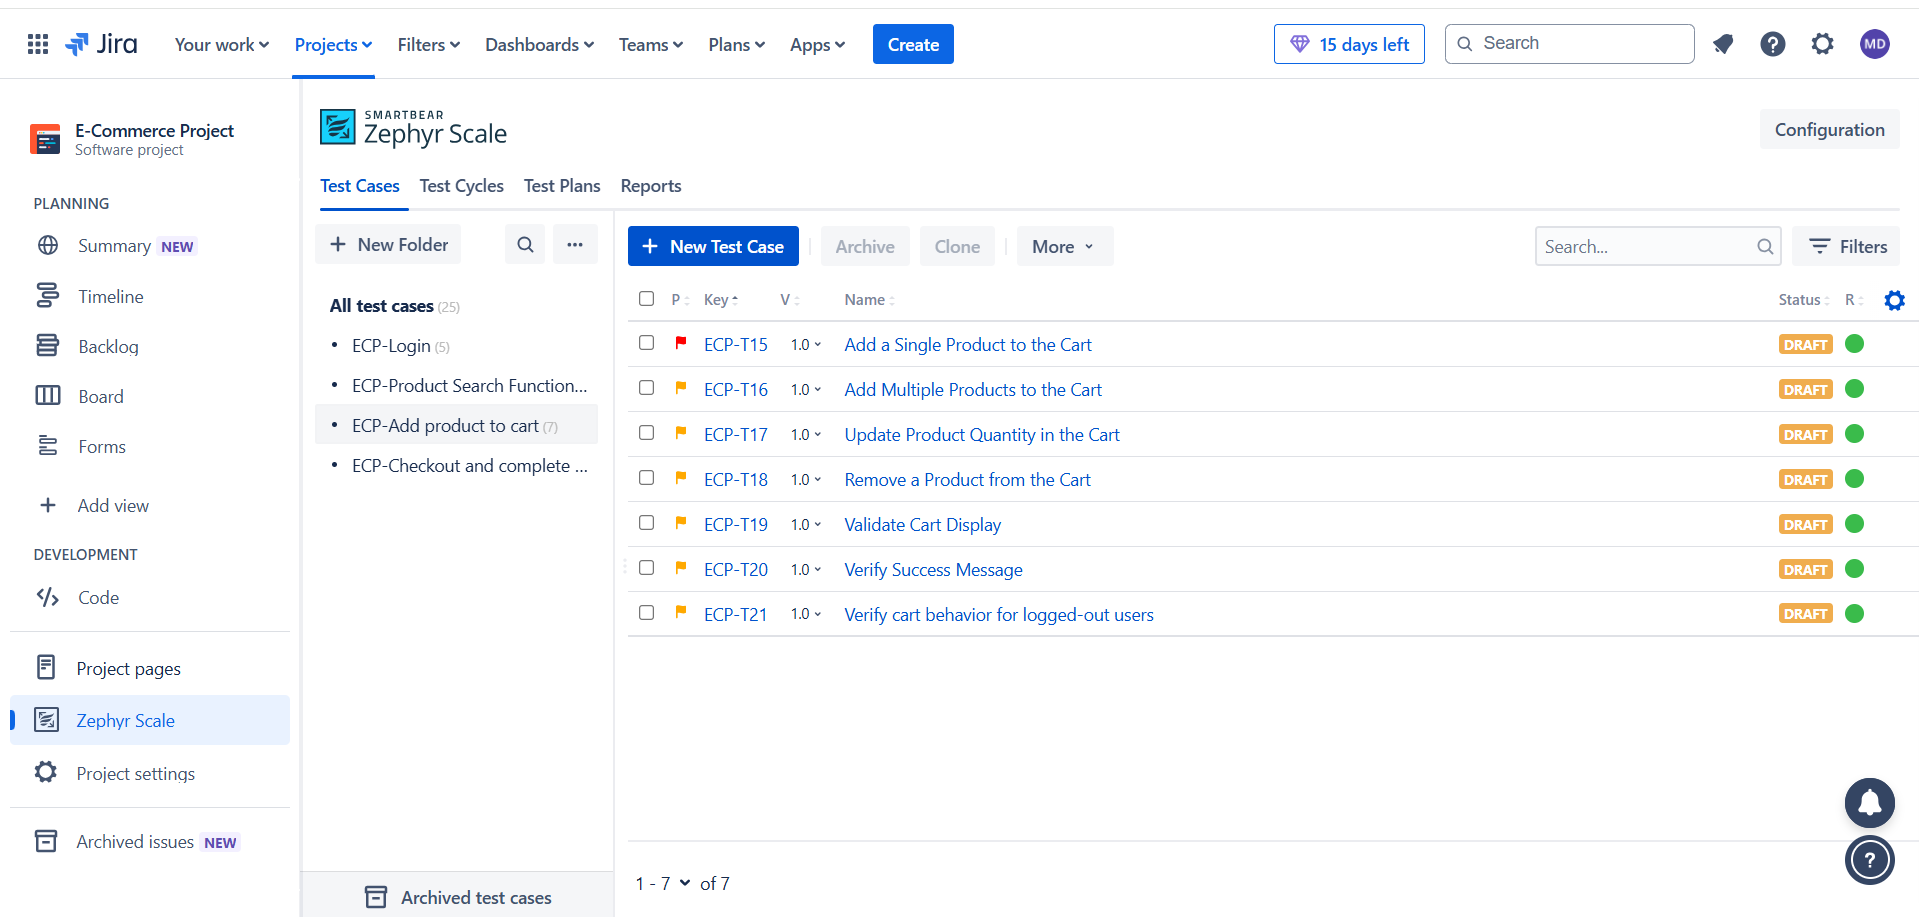 Jira
Your work
Projects
Filters
Dashboards
Teams
Plans
Apps
Create
15 days left
Search
MD
E-Commerce Project
Software project
PLANNING
Summary NEW
Timeline
Backlog
Board
Forms
Add view
DEVELOPMENT
Code
Project pages
Zephyr Scale
Project settings
Archived issues NEW
SMARTBEAR
Zephyr Scale
Configuration
Test Cases
Test Cycles
Test Plans
Reports
+ New Folder
...
All test cases (25)
• ECP-Login (5)
• ECP-Product Search Function...
• ECP-Add product to cart (7)
• ECP-Checkout and complete ...
Archived test cases
+ New Test Case
Archive
Clone
More
Search...
Filters
P Key V Name Status R
ECP-T15 1.0 Add a Single Product to the Cart DRAFT
ECP-T16 1.0 Add Multiple Products to the Cart DRAFT
ECP-T17 1.0 Update Product Quantity in the Cart DRAFT
ECP-T18 1.0 Remove a Product from the Cart DRAFT
ECP-T19 1.0 Validate Cart Display DRAFT
ECP-T20 1.0 Verify Success Message DRAFT
ECP-T21 1.0 Verify cart behavior for logged-out users DRAFT
1 - 7 of 7
?